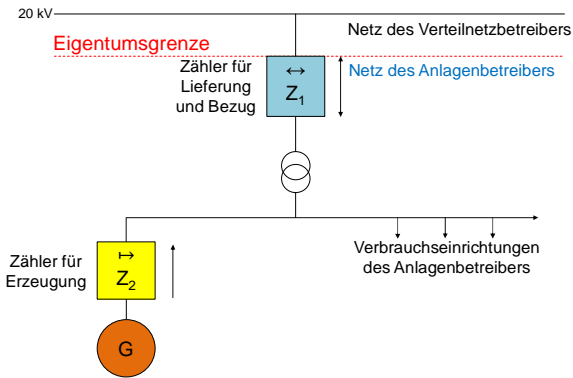 20 kV
Netz des Verteilnetzbetreibers
Eigentumsgrenze
Zähler für
Lieferung
und Bezug
↔
Z₁
Netz des Anlagenbetreibers
Verbrauchseinrichtungen
des Anlagenbetreibers
Zähler für
Erzeugung
↦
Z₂
G